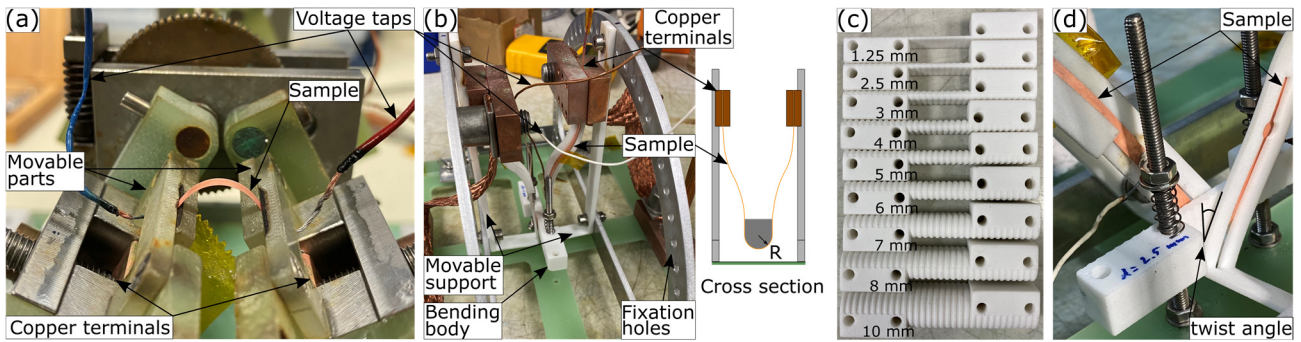 (a)
Voltage taps
Sample
Movable
parts
Copper terminals
(b)
Copper
terminals
Sample
Movable
support
Bending
body
Fixation
holes
R
Cross section
(c)
1.25 mm
2.5 mm
3 mm
4 mm
5 mm
6 mm
7 mm
8 mm
10 mm
(d)
Sample
twist angle